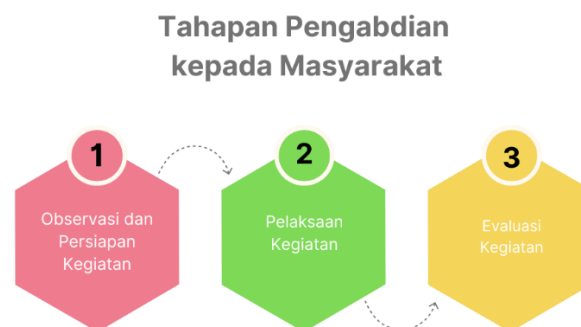 Tahapan Pengabdian
kepada Masyarakat
1
Observasi dan
Persiapan
Kegiatan
2
Pelaksaan
Kegiatan
3
Evaluasi
Kegiatan